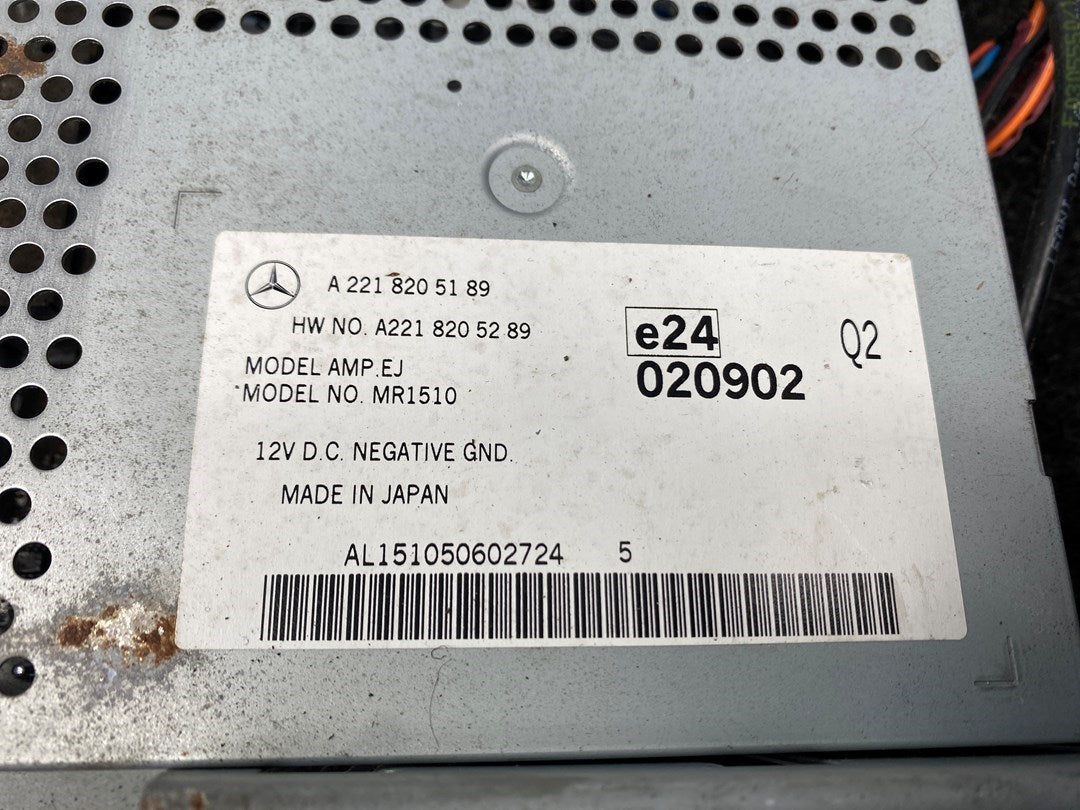 A 221 820 51 89
HW NO. A221 820 52 89
MODEL AMP.EJ
MODEL NO. MR1510
e24
020902
Q2
12V D.C. NEGATIVE GND.
MADE IN JAPAN
AL151050602724 5